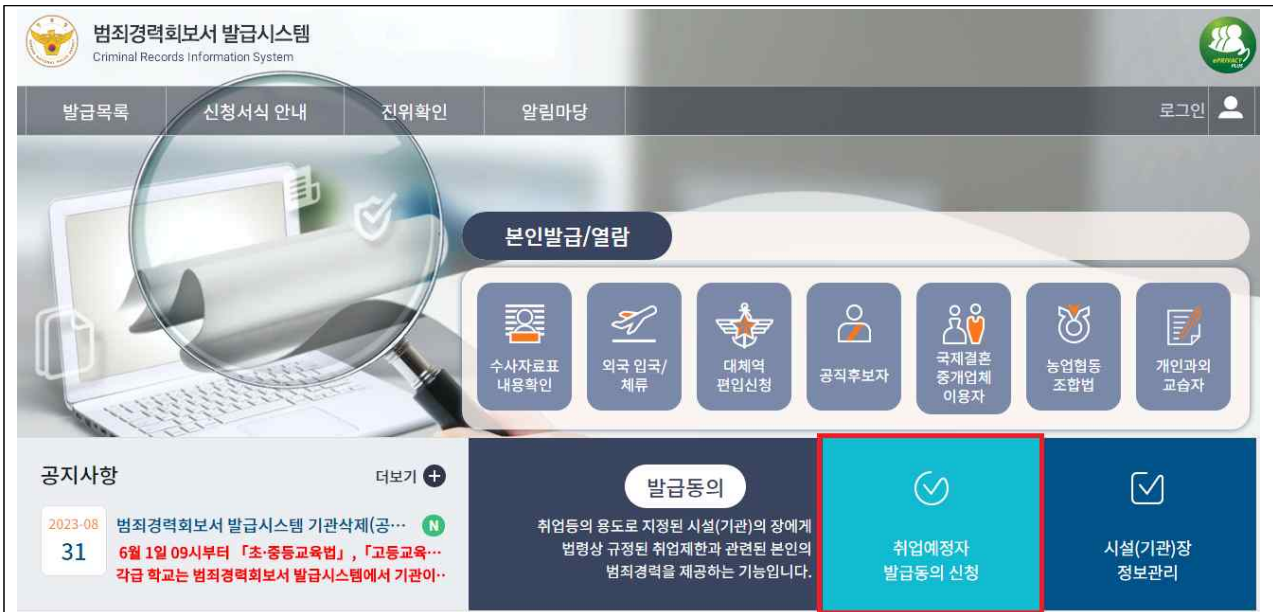 범죄경력회보서 발급시스템
Criminal Records Information System
ePRIVACY
PLUS
발급목록 신청서식 안내 진위확인 알림마당 로그인
본인발급/열람
수사자료표
내용확인
외국 입국/
체류
대체역
편입신청
공직후보자
국제결혼
중개업체
이용자
농업협동
조합법
개인과외
교습자
공지사항 더보기
2023-08
31
범죄경력회보서 발급시스템 기관삭제(공··· N
6월 1일 09시부터 「초·중등교육법」, 「고등교육···
각급 학교는 범죄경력회보서 발급시스템에서 기관이··
발급동의
취업등의 용도로 지정된 시설(기관)의 장에게
법령상 규정된 취업제한과 관련된 본인의
범죄경력을 제공하는 기능입니다.
취업예정자
발급동의 신청
시설(기관)장
정보관리